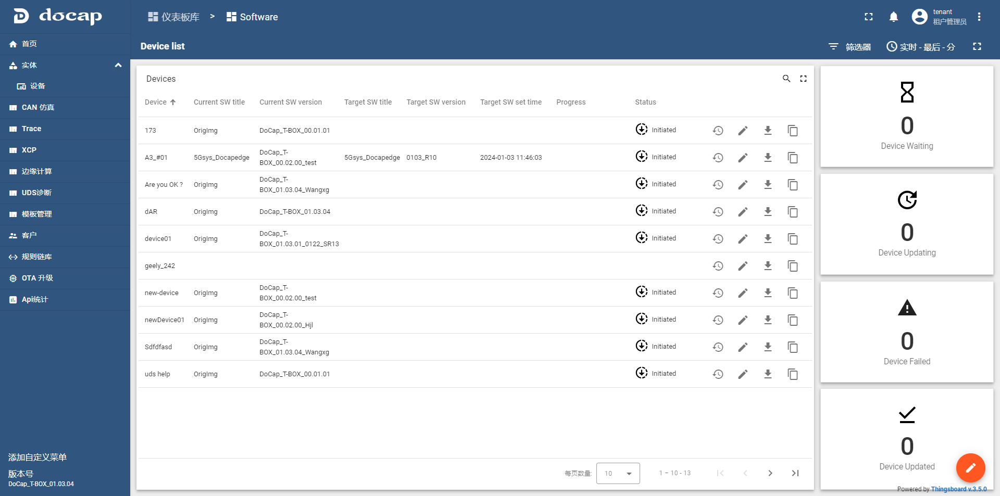 docap
首页
实体
设备
CAN 仿真
Trace
XCP
边缘计算
UDS诊断
模板管理
客户
规则链库
OTA 升级
Api统计
添加自定义菜单
版本号
DoCap_T-BOX_01.03.04
仪表板库 > Software
tenant
租户管理员
Device list
筛选器
实时 - 最后 - 分
Devices
Device Current SW title Current SW version Target SW title Target SW version Target SW set time Progress Status
173 OrigImg DoCap_T-BOX_00.01.01 Initiated
A3_#01 5Gsys_Docapedge DoCap_T-
BOX_00.02.00_test 5Gsys_Docapedge 0103_R10 2024-01-03 11:46:03 Initiated
Are you OK ? OrigImg DoCap_T-
BOX_01.03.04_Wangxg Initiated
dAR OrigImg DoCap_T-BOX_01.03.04 Initiated
device01 OrigImg DoCap_T-
BOX_01.03.01_0122_SR13 Initiated
geely_242
new-device OrigImg DoCap_T-
BOX_00.02.00_test Initiated
newDevice01 OrigImg DoCap_T-
BOX_00.02.00_Hjl Initiated
Sdfdfasd OrigImg DoCap_T-
BOX_01.03.04_Wangxg Initiated
uds help OrigImg DoCap_T-BOX_00.01.01 Initiated
每页数量: 10 1 – 10 - 13
0
Device Waiting
0
Device Updating
0
Device Failed
0
Device Updated
Powered by Thingsboard v.3.5.0